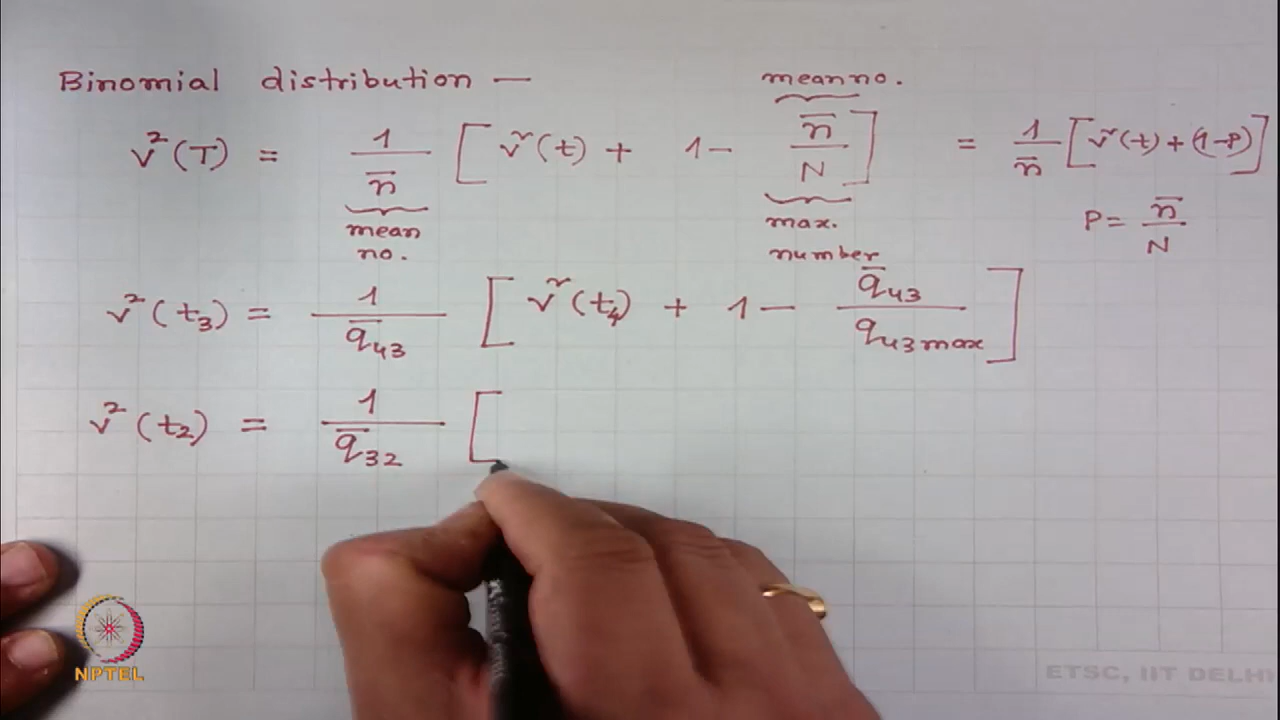 Binomial distribution —
mean no.
v²(T) = 1/n̅ [ v²(t) + 1 - n̅/N ] = 1/n̅ [ v²(t) + (1-P) ]
mean no.
max. number
P = n̅/N
v²(t₃) = 1/q̅₄₃ [ v²(t₄) + 1 - q̅₄₃/q₄₃max ]
v²(t₂) = 1/q̅₃₂ [
NPTEL
ETSC, IIT DELHI